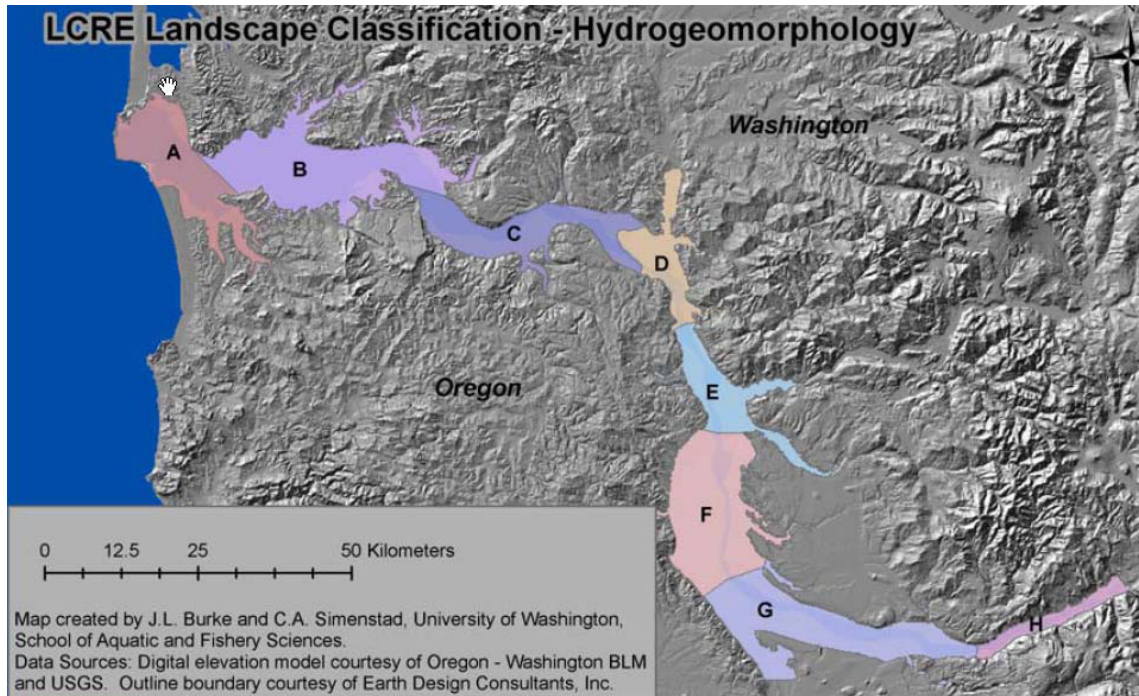 LCRE Landscape Classification - Hydrogeomorphology
Washington
A
B
C
D
Oregon
E
F
G
H
0 12.5 25 50 Kilometers
Map created by J.L. Burke and C.A. Simenstad, University of Washington,
School of Aquatic and Fishery Sciences.
Data Sources: Digital elevation model courtesy of Oregon - Washington BLM
and USGS.  Outline boundary courtesy of Earth Design Consultants, Inc.